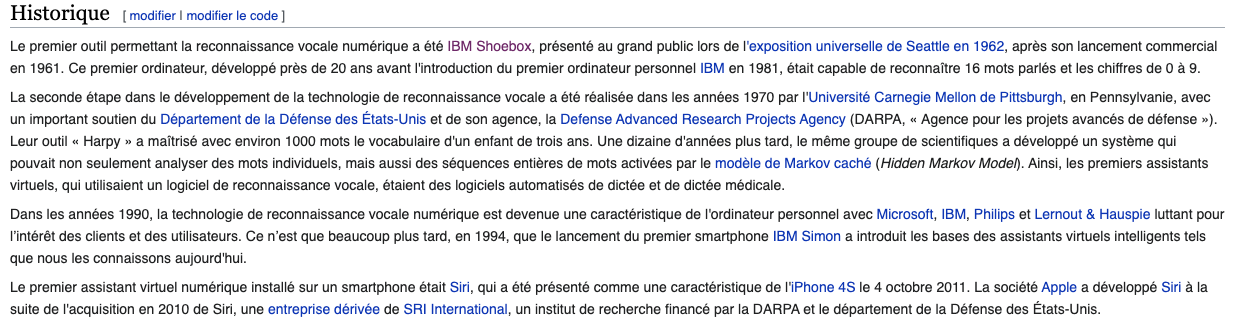 Historique [ modifier | modifier le code ]
Le premier outil permettant la reconnaissance vocale numérique a été IBM Shoebox, présenté au grand public lors de l'exposition universelle de Seattle en 1962, après son lancement commercial
en 1961. Ce premier ordinateur, développé près de 20 ans avant l'introduction du premier ordinateur personnel IBM en 1981, était capable de reconnaître 16 mots parlés et les chiffres de 0 à 9.
La seconde étape dans le développement de la technologie de reconnaissance vocale a été réalisée dans les années 1970 par l'Université Carnegie Mellon de Pittsburgh, en Pennsylvanie, avec
un important soutien du Département de la Défense des États-Unis et de son agence, la Defense Advanced Research Projects Agency (DARPA, « Agence pour les projets avancés de défense »).
Leur outil « Harpy » a maîtrisé avec environ 1000 mots le vocabulaire d'un enfant de trois ans. Une dizaine d'années plus tard, le même groupe de scientifiques a développé un système qui
pouvait non seulement analyser des mots individuels, mais aussi des séquences entières de mots activées par le modèle de Markov caché (Hidden Markov Model). Ainsi, les premiers assistants
virtuels, qui utilisaient un logiciel de reconnaissance vocale, étaient des logiciels automatisés de dictée et de dictée médicale.
Dans les années 1990, la technologie de reconnaissance vocale numérique est devenue une caractéristique de l'ordinateur personnel avec Microsoft, IBM, Philips et Lernout & Hauspie luttant pour
l'intérêt des clients et des utilisateurs. Ce n'est que beaucoup plus tard, en 1994, que le lancement du premier smartphone IBM Simon a introduit les bases des assistants virtuels intelligents tels
que nous les connaissons aujourd'hui.
Le premier assistant virtuel numérique installé sur un smartphone était Siri, qui a été présenté comme une caractéristique de l'iPhone 4S le 4 octobre 2011. La société Apple a développé Siri à la
suite de l'acquisition en 2010 de Siri, une entreprise dérivée de SRI International, un institut de recherche financé par la DARPA et le département de la Défense des États-Unis.